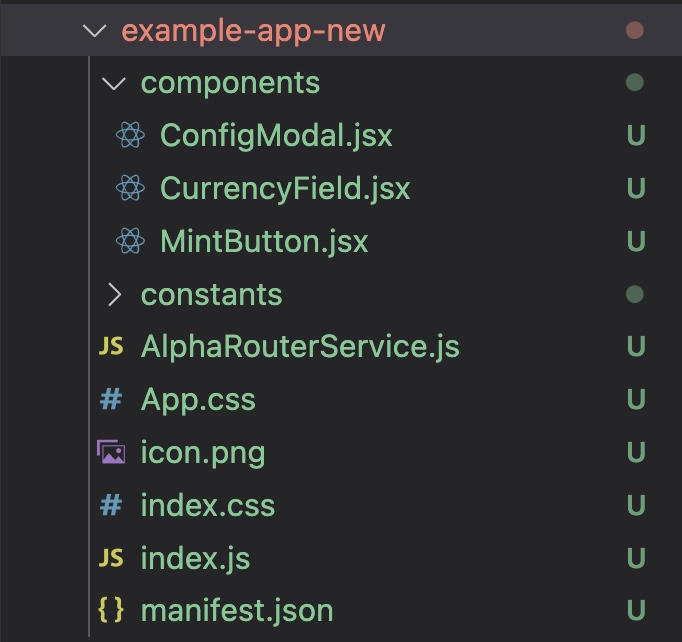 example-app-new
components
ConfigModal.jsx U
CurrencyField.jsx U
MintButton.jsx U
constants
JS AlphaRouterService.js U
# App.css U
icon.png U
# index.css U
JS index.js U
{} manifest.json U